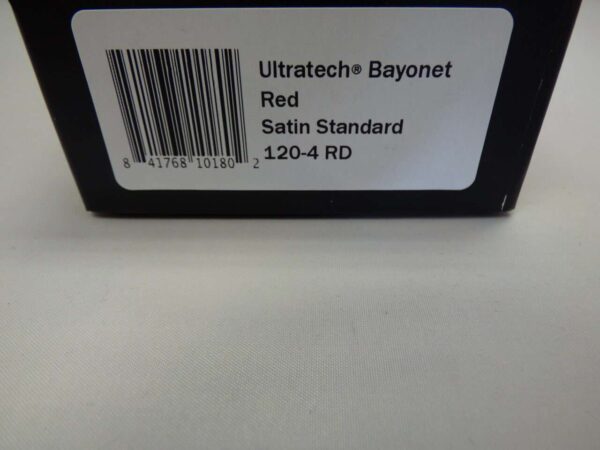 Ultratech® Bayonet
Red
Satin Standard
120-4 RD
8 41768 10180 2